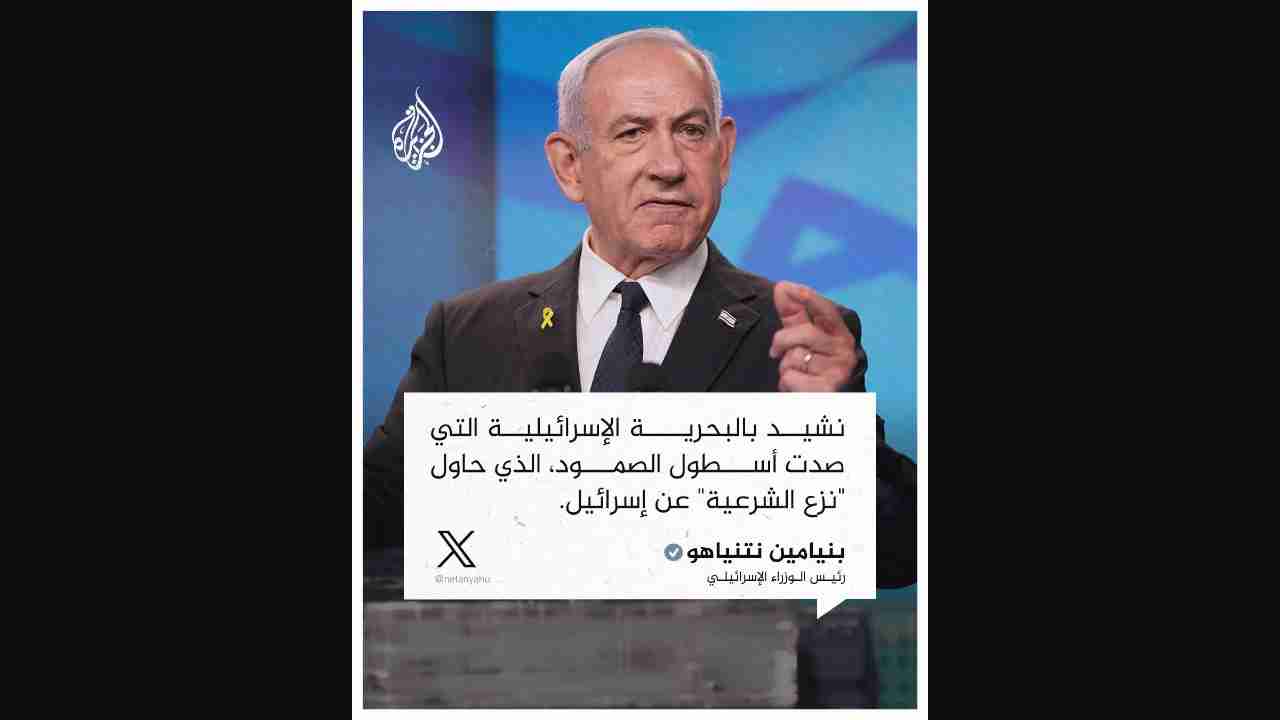 الجزيرة
نشيد بالبحرية الإسرائيلية التي
صدت أسطول الصمود، الذي حاول
"نزع الشرعية" عن إسرائيل.
بنيامين نتنياهو
رئيس الوزراء الإسرائيلي
@netanyahu